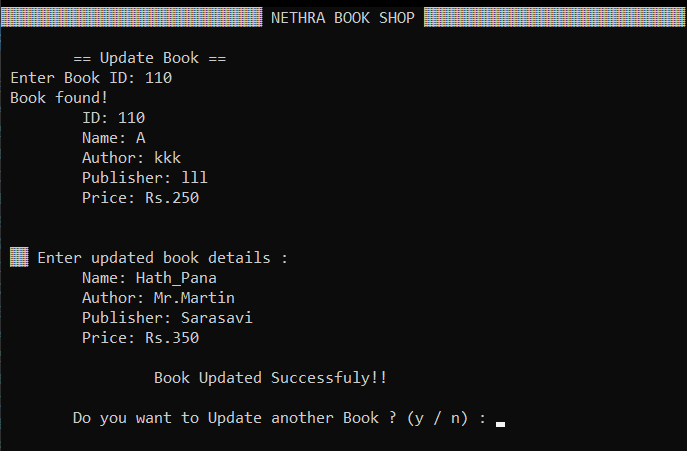 NETHRA BOOK SHOP
== Update Book ==
Enter Book ID: 110
Book found!
ID: 110
Name: A
Author: kkk
Publisher: lll
Price: Rs.250
Enter updated book details :
Name: Hath_Pana
Author: Mr.Martin
Publisher: Sarasavi
Price: Rs.350
Book Updated Successfuly!!
Do you want to Update another Book ? (y / n) :